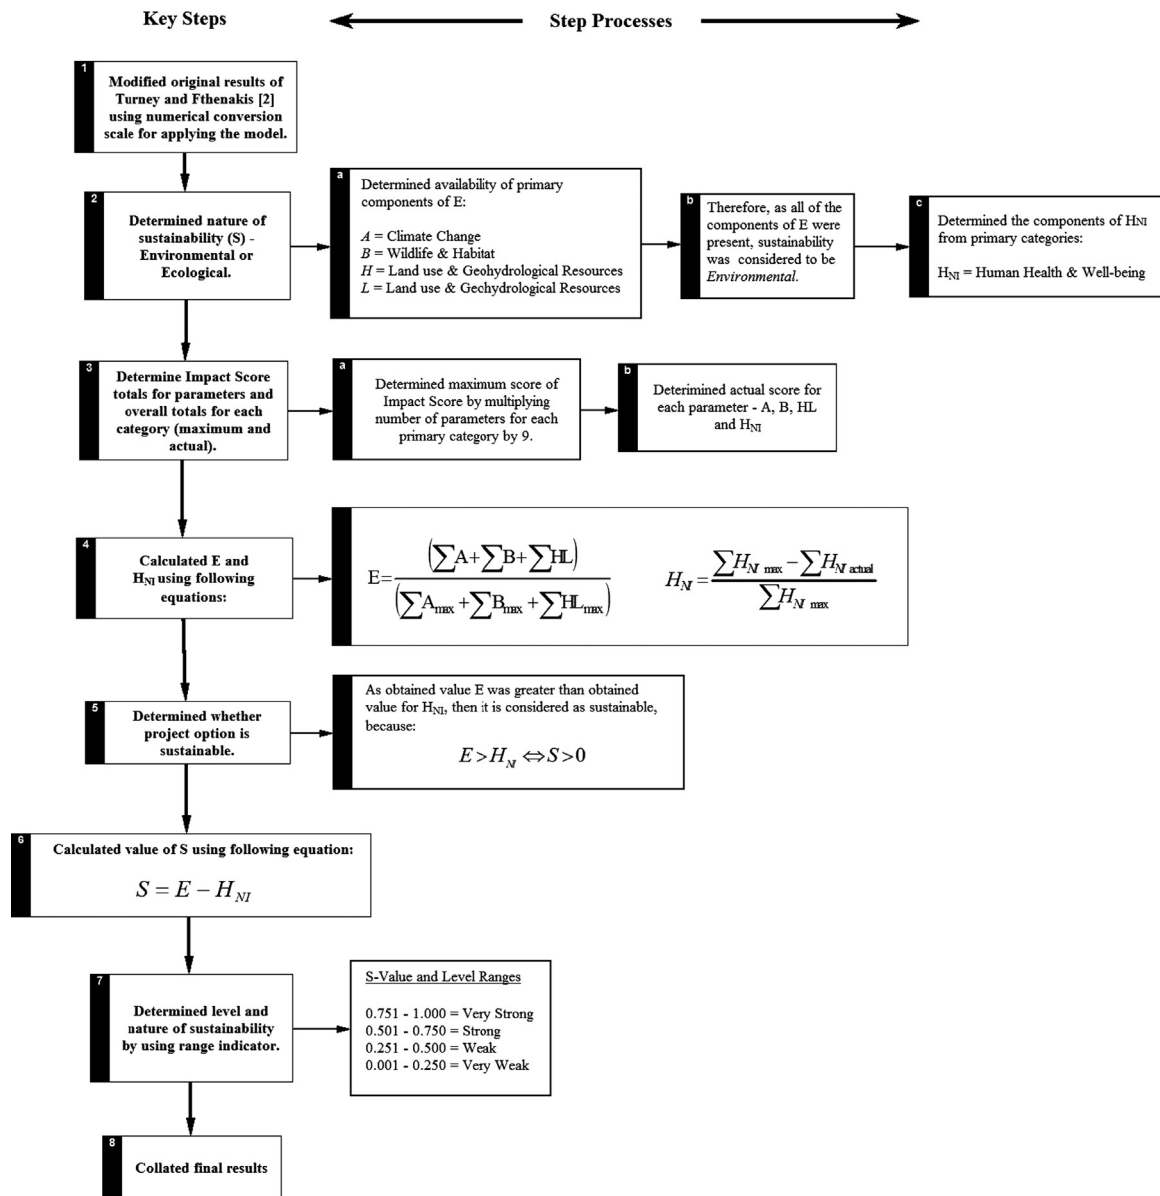 Key Steps
Step Processes
1
Modified original results of
Turney and Fthenakis [2]
using numerical conversion
scale for applying the model.
2
Determined nature of
sustainability (S) -
Environmental or
Ecological.
a
Determined availability of primary
components of E:
A = Climate Change
B = Wildlife & Habitat
H = Land use & Geohydrological Resources
L = Land use & Geohydrological Resources
b
Therefore, as all of the
components of E were
present, sustainability
was considered to be
Environmental.
c
Determined the components of HNI
from primary categories:
HNI = Human Health & Well-being
3
Determine Impact Score
totals for parameters and
overall totals for each
category (maximum and
actual).
a
Determined maximum score of
Impact Score by multiplying
number of parameters for each
primary category by 9.
b
Deterimined actual score for
each parameter - A, B, HL
and HNI
4
Calculated E and
HNI using following
equations:
E = (∑A + ∑B + ∑HL) / (∑Amax + ∑Bmax + ∑HLmax)
HNI = (∑HNI max − ∑HNI actual) / ∑HNI max
5
Determined whether
project option is
sustainable.
As obtained value E was greater than obtained
value for HNI, then it is considered as sustainable,
because:
E > HNI ⇔ S > 0
6
Calculated value of S using following equation:
S = E − HNI
7
Determined level and
nature of sustainability
by using range indicator.
S-Value and Level Ranges
0.751 - 1.000 = Very Strong
0.501 - 0.750 = Strong
0.251 - 0.500 = Weak
0.001 - 0.250 = Very Weak
8
Collated final results